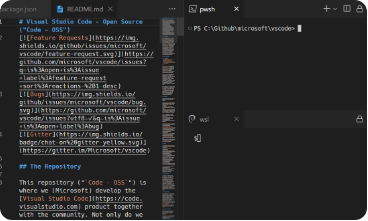 package.json
README.md
# Visual Studio Code - Open Source
("Code - OSS")
[![Feature Requests](https://img.
shields.io/github/issues/microsoft/
vscode/feature-request.svg)](https://
github.com/microsoft/vscode/issues?
q=is%3Aopen+is%3Aissue
+label%3Afeature-request
+sort%3Areactions-%2B1-desc)
[![Bugs](https://img.shields.io/
github/issues/microsoft/vscode/bug.
svg)](https://github.com/microsoft/
vscode/issues?utf8=✓&q=is%3Aissue
+is%3Aopen+label%3Abug)
[![Gitter](https://img.shields.io/
badge/chat-on%20gitter-yellow.svg)]
(https://gitter.im/Microsoft/vscode)
## The Repository
This repository ("`Code - OSS`") is
where we (Microsoft) develop the
[Visual Studio Code](https://code.
visualstudio.com) product together
with the community. Not only do we
pwsh
PS C:\Github\microsoft\vscode>
wsl
$